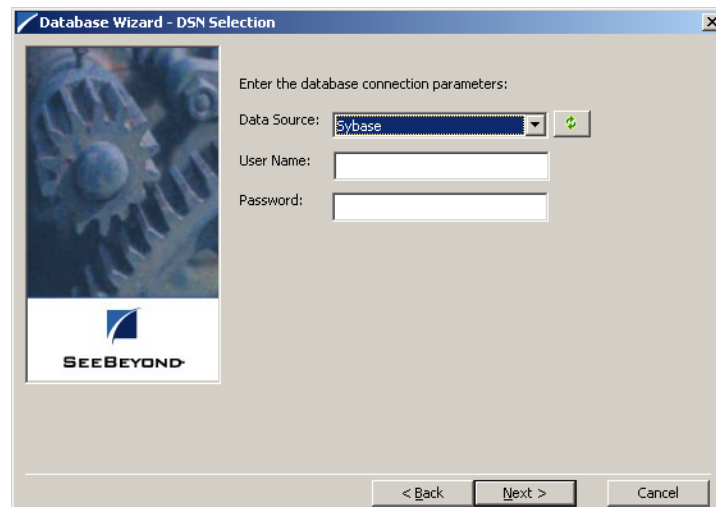 Database Wizard - DSN Selection
Enter the database connection parameters:
Data Source:
Sybase
User Name:
Password:
SEEBEYOND
< Back
Next >
Cancel